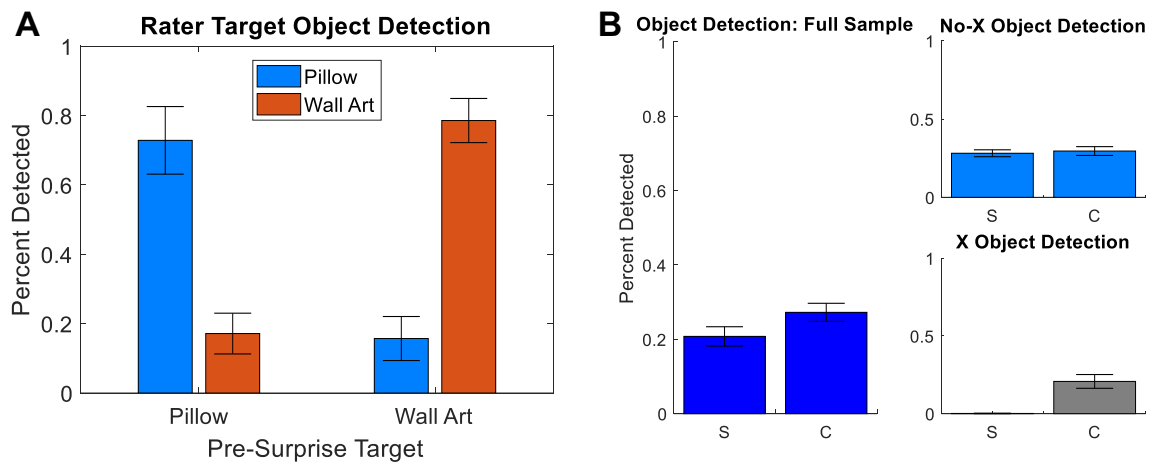 A
Rater Target Object Detection
1
0.8
0.6
0.4
0.2
0
Percent Detected
Pillow
Wall Art
Pillow
Wall Art
Pre-Surprise Target
B
Object Detection: Full Sample
1
0.8
0.6
0.4
0.2
0
Percent Detected
S
C
No-X Object Detection
1
0.5
0
S
C
X Object Detection
1
0.5
0
S
C